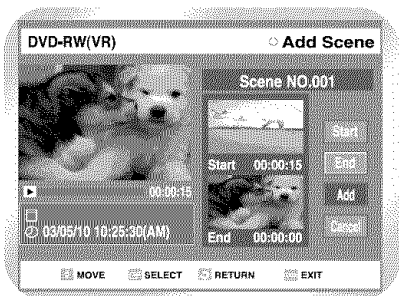 DVD-RW(VR)
Add Scene
Scene NO.001
Start 00:00:15
00:00:15
03/05/10 10:25:30(AM)
End 00:00:00
Start
End
Add
Cancel
MOVE SELECT RETURN EXIT